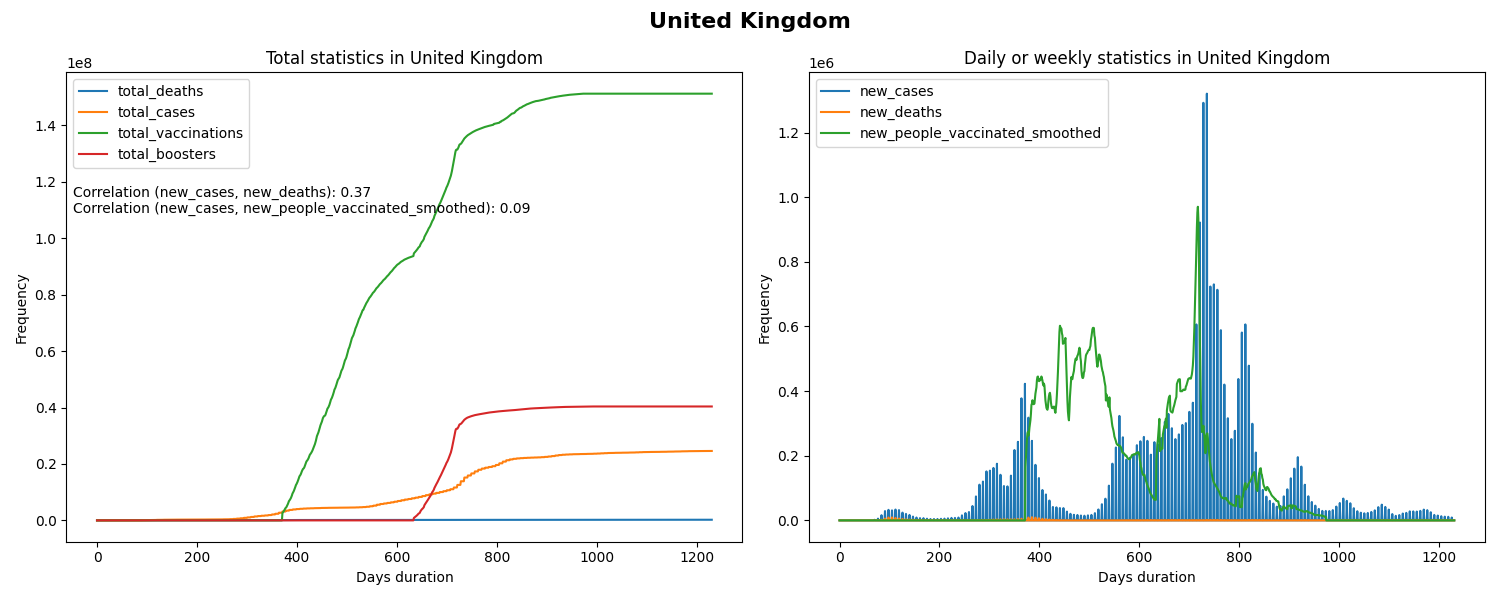 United Kingdom
Total statistics in United Kingdom
1e8
total_deaths
total_cases
total_vaccinations
total_boosters
Correlation (new_cases, new_deaths): 0.37
Correlation (new_cases, new_people_vaccinated_smoothed): 0.09
Frequency
1.4
1.2
1.0
0.8
0.6
0.4
0.2
0.0
0
200
400
600
800
1000
1200
Days duration
Daily or weekly statistics in United Kingdom
1e6
new_cases
new_deaths
new_people_vaccinated_smoothed
Frequency
1.2
1.0
0.8
0.6
0.4
0.2
0.0
0
200
400
600
800
1000
1200
Days duration